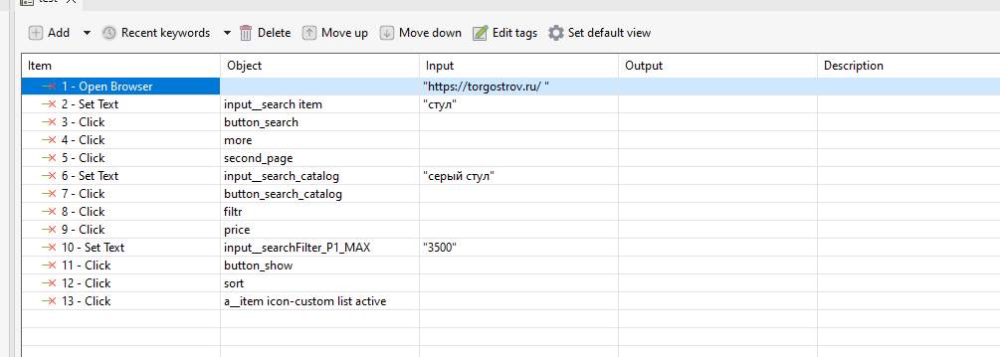 test
Add Recent keywords Delete Move up Move down Edit tags Set default view
Item Object Input Output Description
1 - Open Browser "https://torgostrov.ru/ "
2 - Set Text input__search item "стул"
3 - Click button_search
4 - Click more
5 - Click second_page
6 - Set Text input__search_catalog "серый стул"
7 - Click button_search_catalog
8 - Click filtr
9 - Click price
10 - Set Text input__searchFilter_P1_MAX "3500"
11 - Click button_show
12 - Click sort
13 - Click a__item icon-custom list active